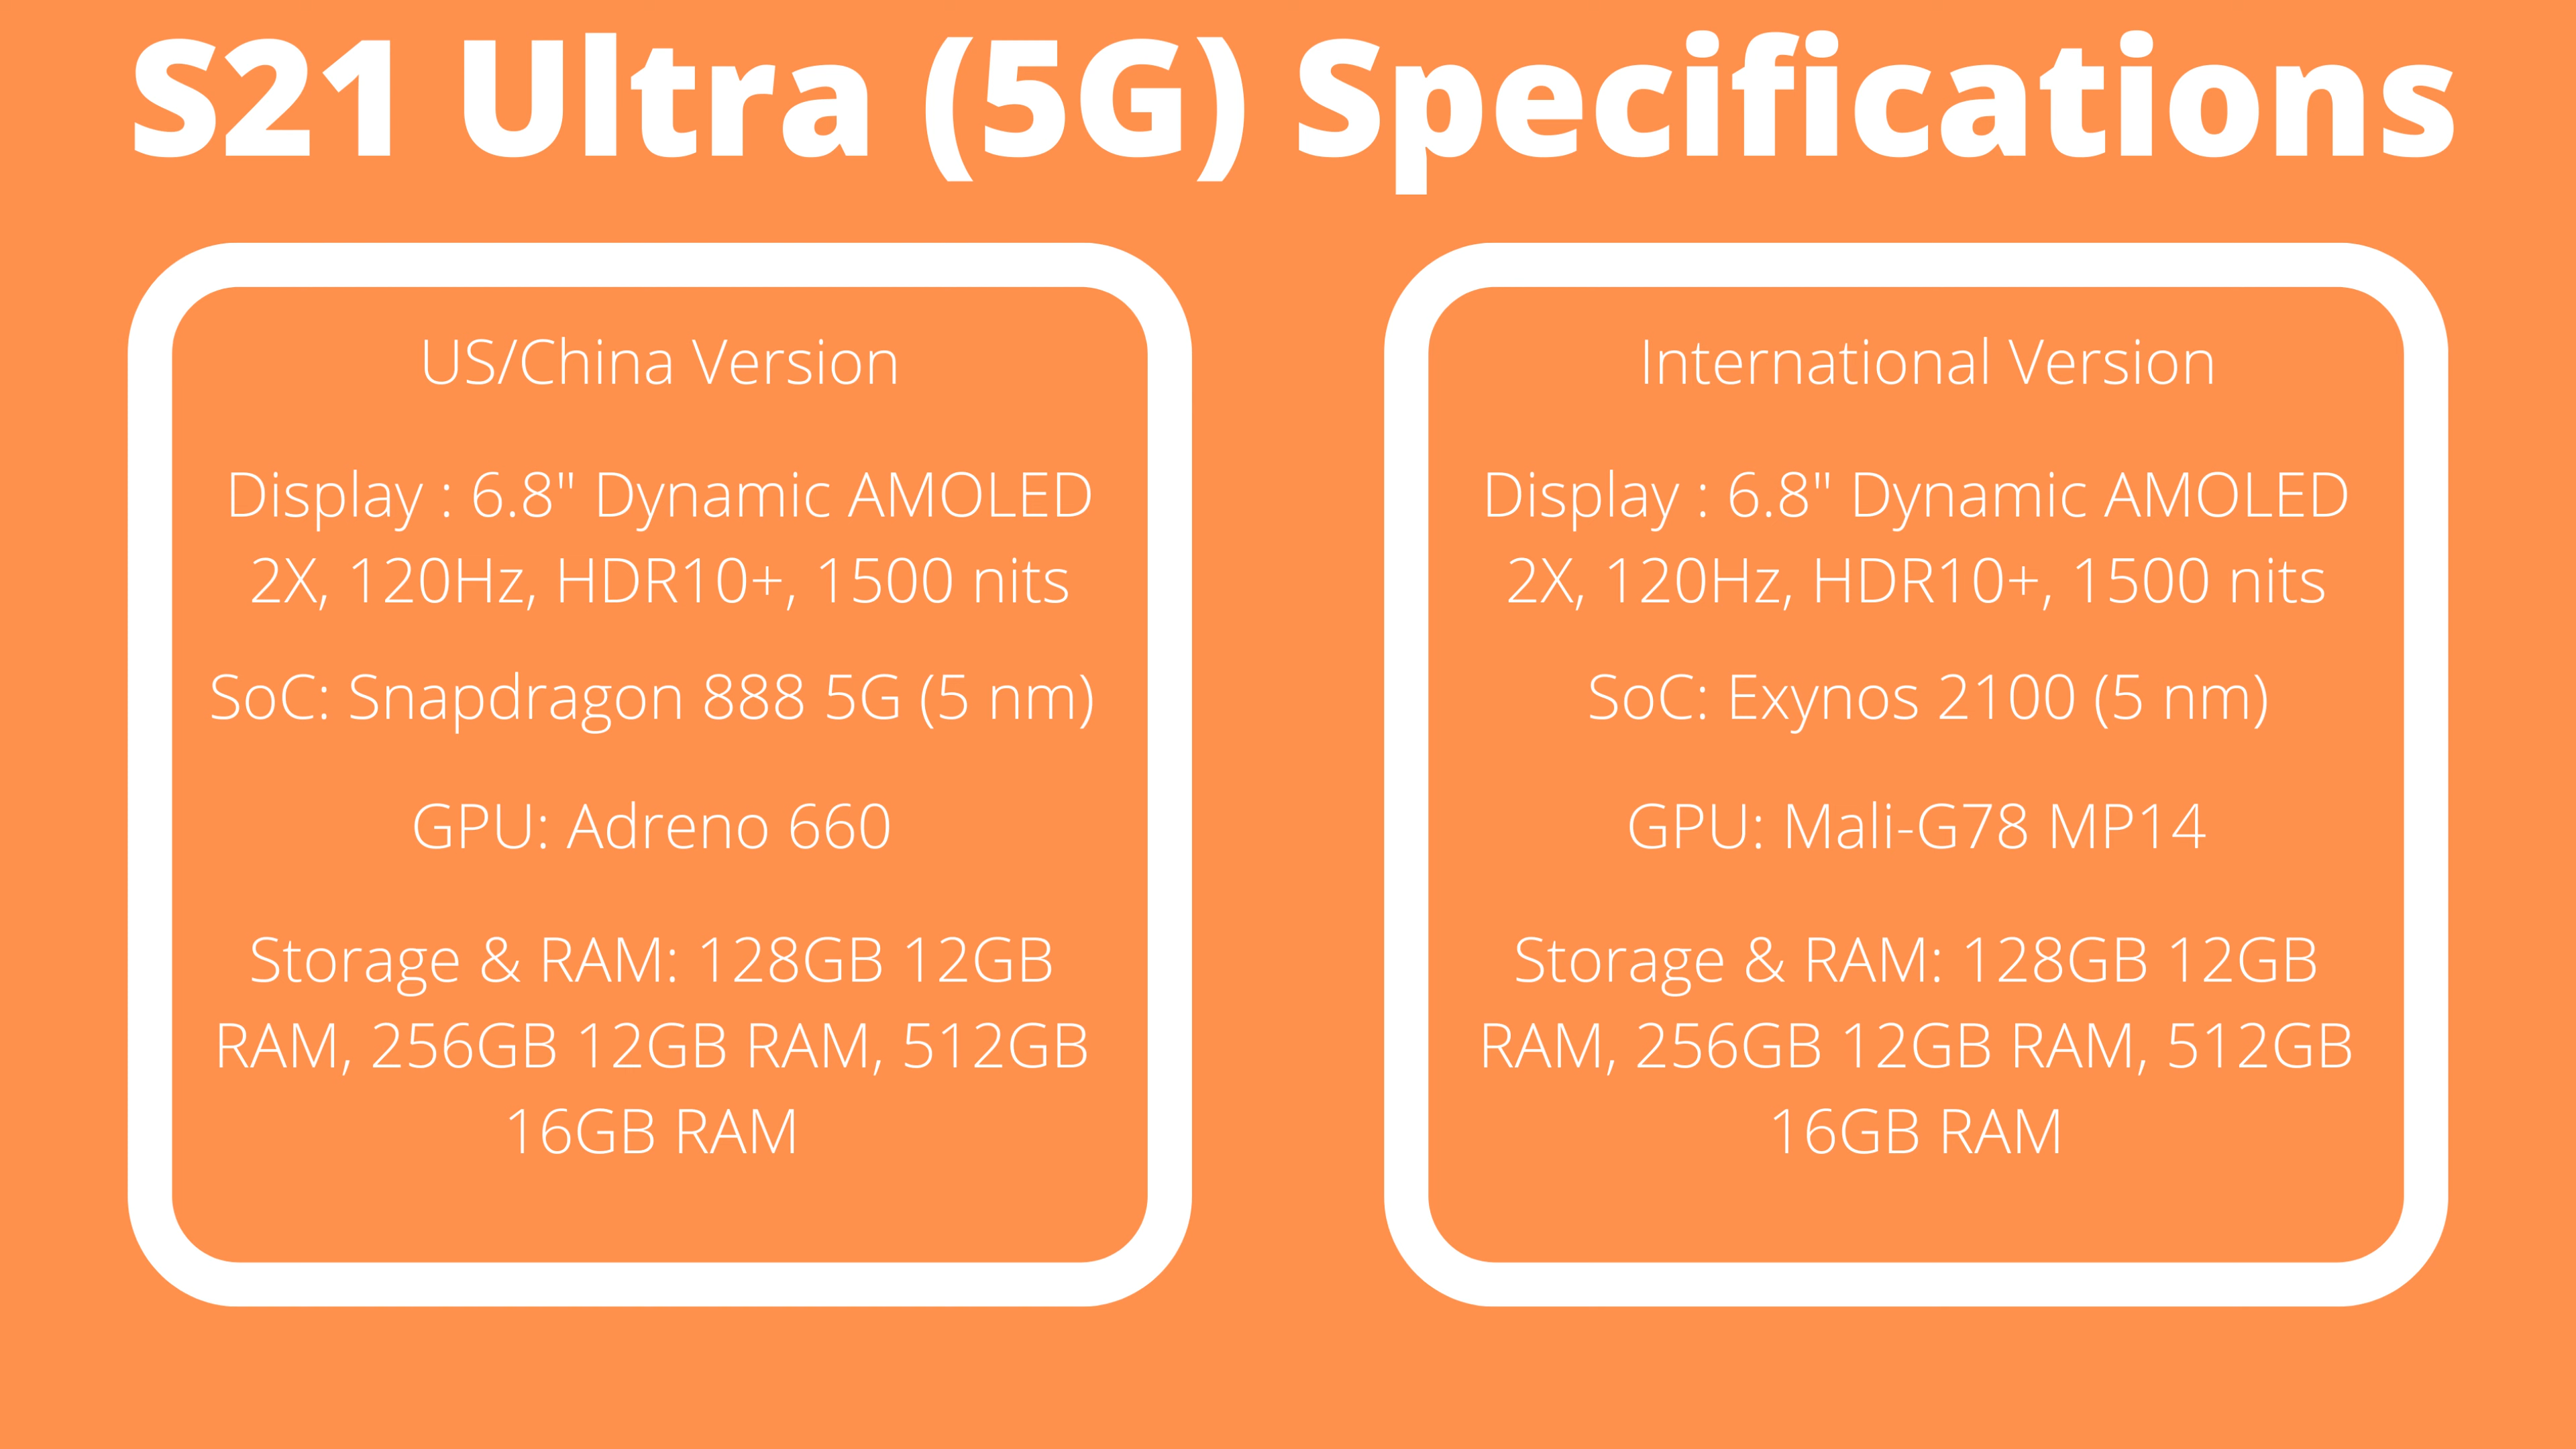 S21 Ultra (5G) Specifications
US/China Version
Display : 6.8" Dynamic AMOLED
2X, 120Hz, HDR10+, 1500 nits
SoC: Snapdragon 888 5G (5 nm)
GPU: Adreno 660
Storage & RAM: 128GB 12GB
RAM, 256GB 12GB RAM, 512GB
16GB RAM
International Version
Display : 6.8" Dynamic AMOLED
2X, 120Hz, HDR10+, 1500 nits
SoC: Exynos 2100 (5 nm)
GPU: Mali-G78 MP14
Storage & RAM: 128GB 12GB
RAM, 256GB 12GB RAM, 512GB
16GB RAM